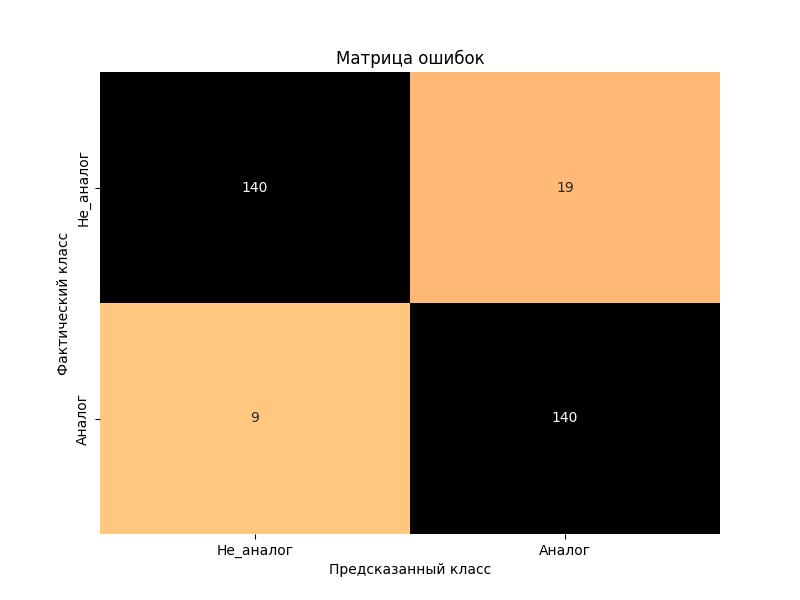 Матрица ошибок
Не_аналог
140
19
Фактический класс
Аналог
9
140
Не_аналог
Аналог
Предсказанный класс